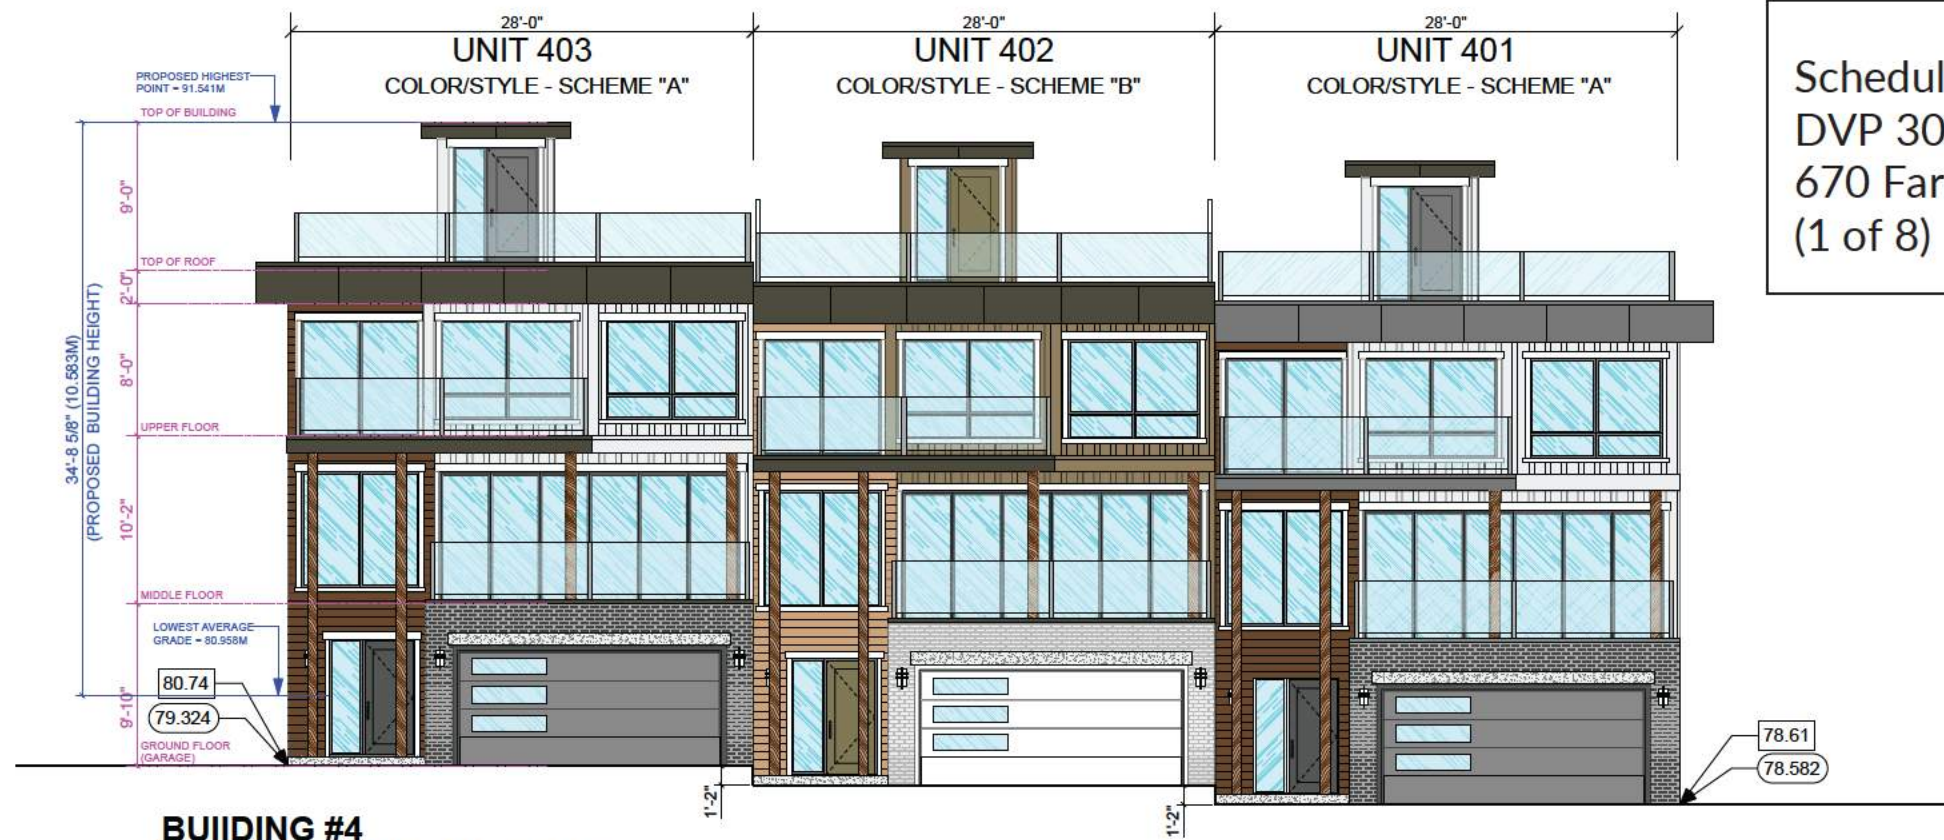 28'-0"
28'-0"
28'-0"
UNIT 403
UNIT 402
UNIT 401
COLOR/STYLE - SCHEME "A"
COLOR/STYLE - SCHEME "B"
COLOR/STYLE - SCHEME "A"
Schedul
DVP 30
670 Far
(1 of 8)
PROPOSED HIGHEST
POINT = 91.541M
TOP OF BUILDING
9'-0"
TOP OF ROOF
2'-0"
34'-8 5/8" (10.583M)
(PROPOSED BUILDING HEIGHT)
8'-0"
UPPER FLOOR
10'-2"
MIDDLE FLOOR
LOWEST AVERAGE
GRADE = 80.958M
80.74
79.324
9'-10"
GROUND FLOOR
(GARAGE)
78.61
78.582
1'-2"
1'-2"
BUIIDING #4